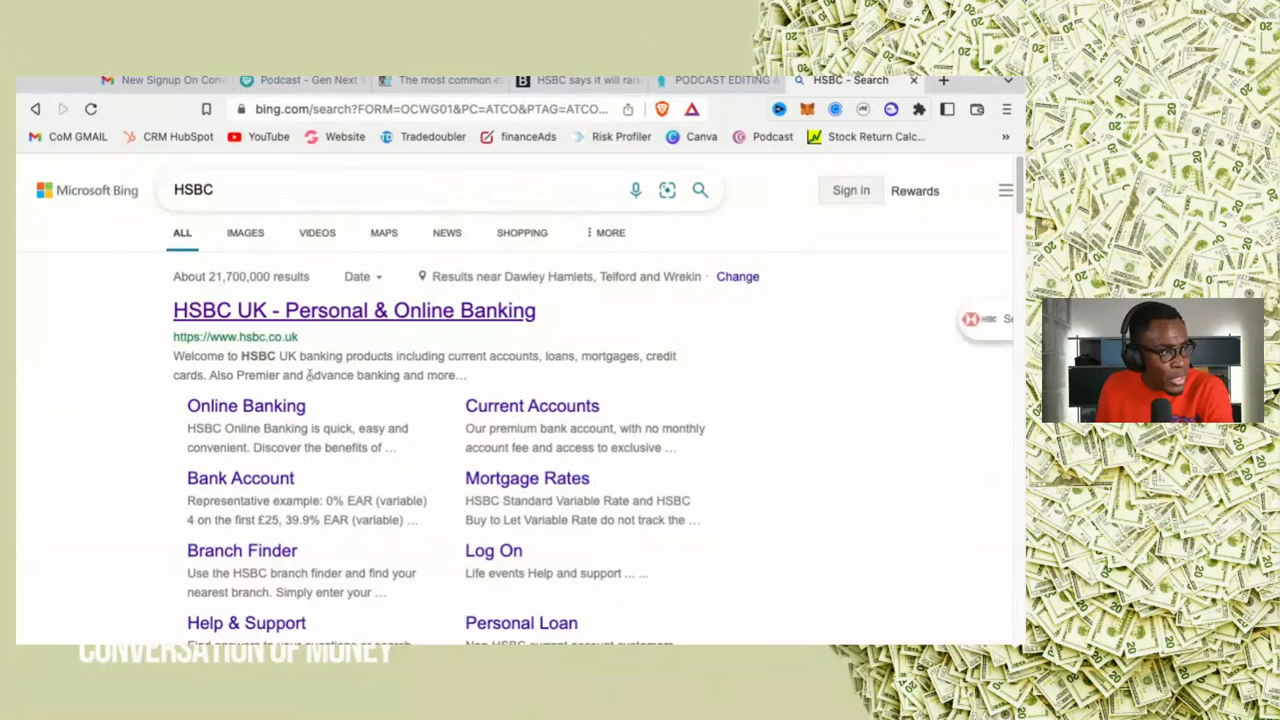 New Signup On Conv
Podcast - Gen Next
The most common e
HSBC says it will rais
PODCAST EDITING
HSBC - Search
bing.com/search?FORM=OCWG01&PC=ATCO&PTAG=ATCO...
CoM GMAIL
CRM HubSpot
YouTube
Website
Tradedoubler
financeAds
Risk Profiler
Canva
Podcast
Stock Return Calc...
»
Microsoft Bing
HSBC
Sign in
Rewards
ALL
IMAGES
VIDEOS
MAPS
NEWS
SHOPPING
MORE
About 21,700,000 results
Date
Results near Dawley Hamlets, Telford and Wrekin ·
Change
HSBC UK - Personal & Online Banking
https://www.hsbc.co.uk
HSBC
Welcome to HSBC UK banking products including current accounts, loans, mortgages, credit
cards. Also Premier and Advance banking and more...
Online Banking
HSBC Online Banking is quick, easy and
convenient. Discover the benefits of ...
Current Accounts
Our premium bank account, with no monthly
account fee and access to exclusive ...
Bank Account
Representative example: 0% EAR (variable)
4 on the first £25, 39.9% EAR (variable) ...
Mortgage Rates
HSBC Standard Variable Rate and HSBC
Buy to Let Variable Rate do not track the ...
Branch Finder
Use the HSBC branch finder and find your
nearest branch. Simply enter your ...
Log On
Life events Help and support ... ...
Help & Support
Personal Loan
CONVERSATION OF MONEY